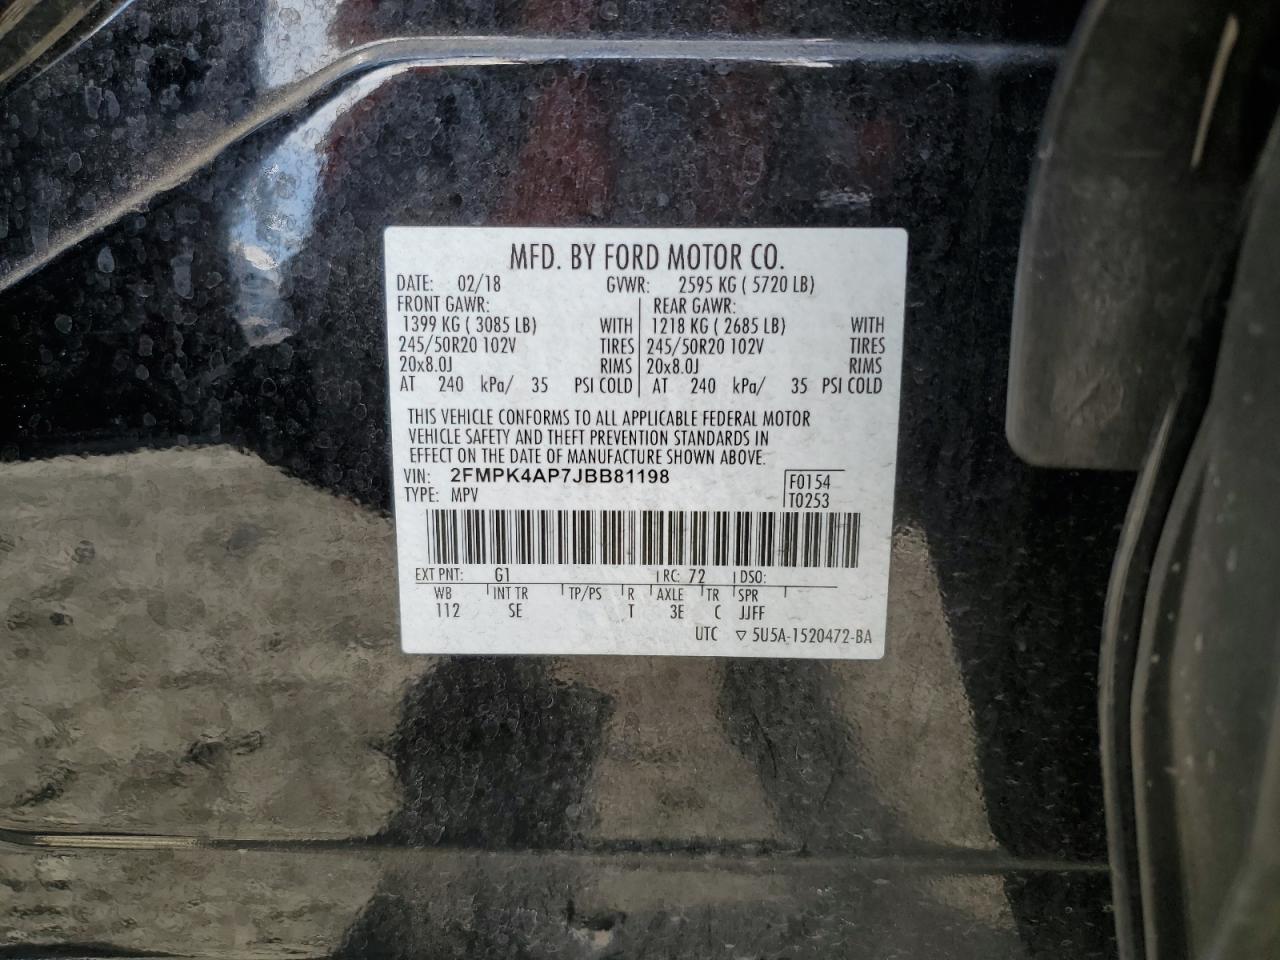 MFD. BY FORD MOTOR CO.
DATE: 02/18 GVWR: 2595 KG ( 5720 LB)
FRONT GAWR: REAR GAWR:
1399 KG ( 3085 LB) WITH 1218 KG ( 2685 LB) WITH
245/50R20 102V TIRES 245/50R20 102V TIRES
20x8.0J RIMS 20x8.0J RIMS
AT 240 kPa/ 35 PSI COLD AT 240 kPa/ 35 PSI COLD
THIS VEHICLE CONFORMS TO ALL APPLICABLE FEDERAL MOTOR
VEHICLE SAFETY AND THEFT PREVENTION STANDARDS IN
EFFECT ON THE DATE OF MANUFACTURE SHOWN ABOVE.
VIN: 2FMPK4AP7JBB81198 F0154
TYPE: MPV T0253
EXT PNT: G1 RC: 72 DSO:
WB INT TR TP/PS R AXLE TR SPR
112 SE T 3E C JJFF
UTC ▽ 5U5A-1520472-BA